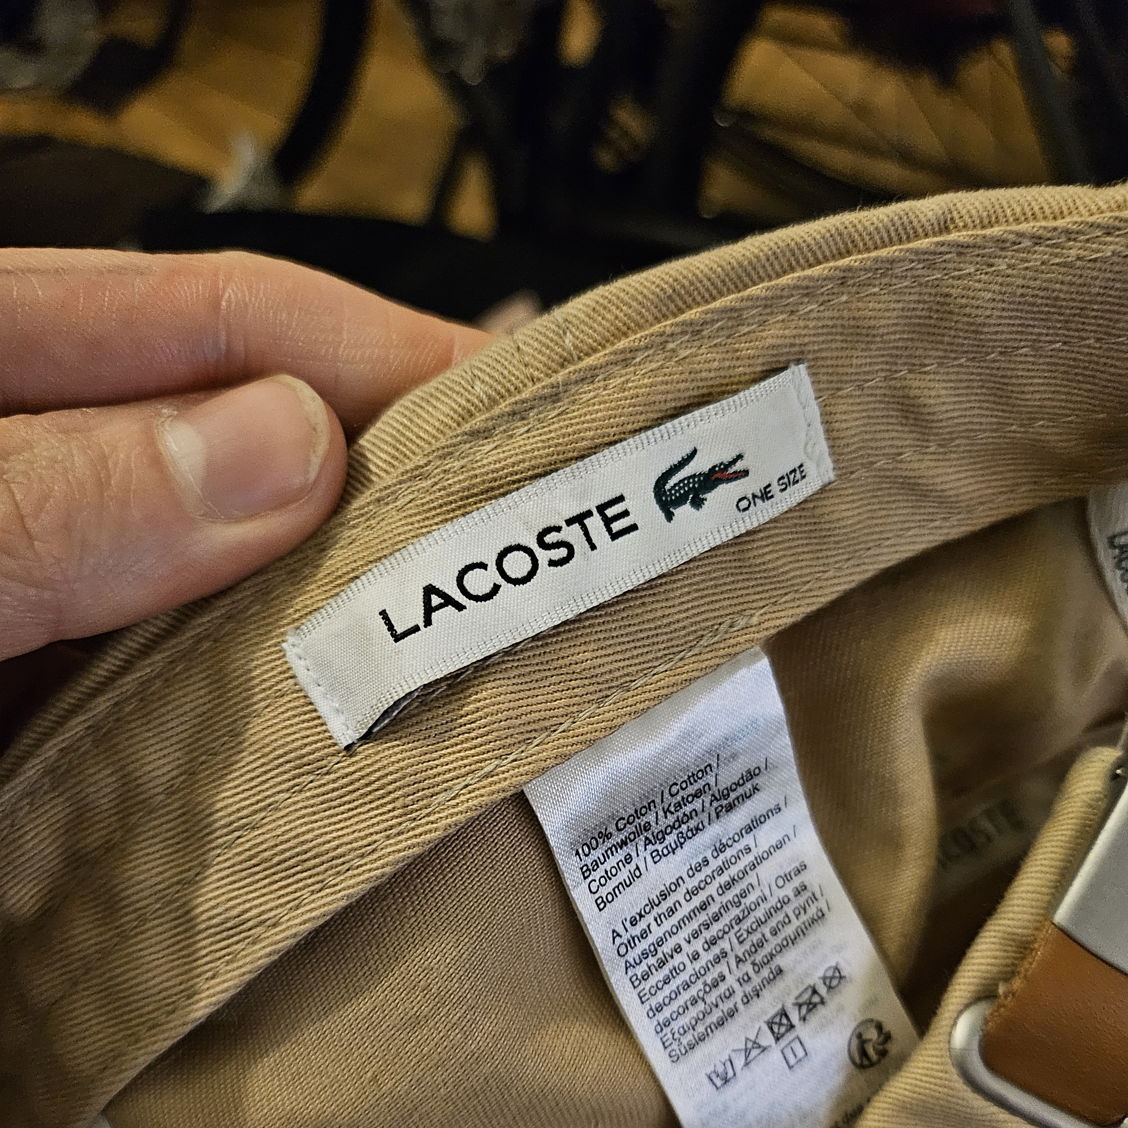 LACOSTE
ONE SIZE
100% Coton / Cotton /
Baumwolle / Katoen /
Cotone / Algodón / Algodão /
Bomuld / Βαμβάκι / Pamuk
A l'exclusion des décorations /
Other than decorations /
Ausgenommen dekorationen /
Behalve versieringen /
Eccetto le decorazioni / Otras
decoraciones / Excluindo as
decorações / Andet end pynt /
Εξαιρούνται τα διακοσμητικά /
Süslemeler dışında